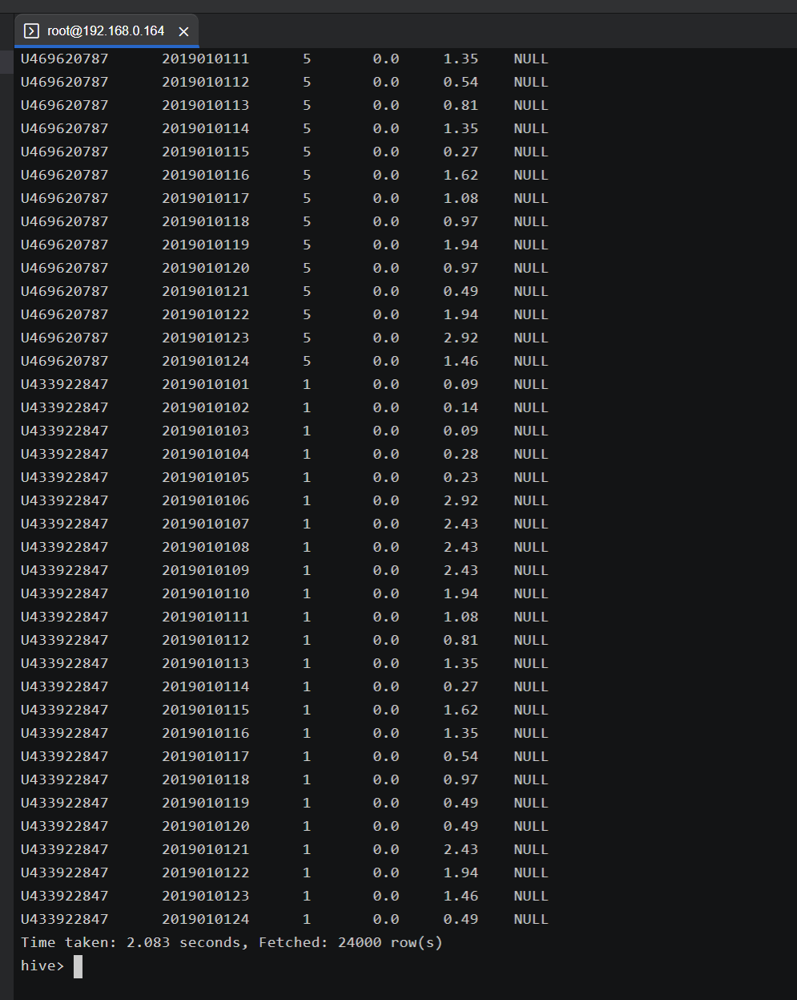 root@192.168.0.164
U469620787 2019010111 5 0.0 1.35 NULL
U469620787 2019010112 5 0.0 0.54 NULL
U469620787 2019010113 5 0.0 0.81 NULL
U469620787 2019010114 5 0.0 1.35 NULL
U469620787 2019010115 5 0.0 0.27 NULL
U469620787 2019010116 5 0.0 1.62 NULL
U469620787 2019010117 5 0.0 1.08 NULL
U469620787 2019010118 5 0.0 0.97 NULL
U469620787 2019010119 5 0.0 1.94 NULL
U469620787 2019010120 5 0.0 0.97 NULL
U469620787 2019010121 5 0.0 0.49 NULL
U469620787 2019010122 5 0.0 1.94 NULL
U469620787 2019010123 5 0.0 2.92 NULL
U469620787 2019010124 5 0.0 1.46 NULL
U433922847 2019010101 1 0.0 0.09 NULL
U433922847 2019010102 1 0.0 0.14 NULL
U433922847 2019010103 1 0.0 0.09 NULL
U433922847 2019010104 1 0.0 0.28 NULL
U433922847 2019010105 1 0.0 0.23 NULL
U433922847 2019010106 1 0.0 2.92 NULL
U433922847 2019010107 1 0.0 2.43 NULL
U433922847 2019010108 1 0.0 2.43 NULL
U433922847 2019010109 1 0.0 2.43 NULL
U433922847 2019010110 1 0.0 1.94 NULL
U433922847 2019010111 1 0.0 1.08 NULL
U433922847 2019010112 1 0.0 0.81 NULL
U433922847 2019010113 1 0.0 1.35 NULL
U433922847 2019010114 1 0.0 0.27 NULL
U433922847 2019010115 1 0.0 1.62 NULL
U433922847 2019010116 1 0.0 1.35 NULL
U433922847 2019010117 1 0.0 0.54 NULL
U433922847 2019010118 1 0.0 0.97 NULL
U433922847 2019010119 1 0.0 0.49 NULL
U433922847 2019010120 1 0.0 0.49 NULL
U433922847 2019010121 1 0.0 2.43 NULL
U433922847 2019010122 1 0.0 1.94 NULL
U433922847 2019010123 1 0.0 1.46 NULL
U433922847 2019010124 1 0.0 0.49 NULL
Time taken: 2.083 seconds, Fetched: 24000 row(s)
hive>